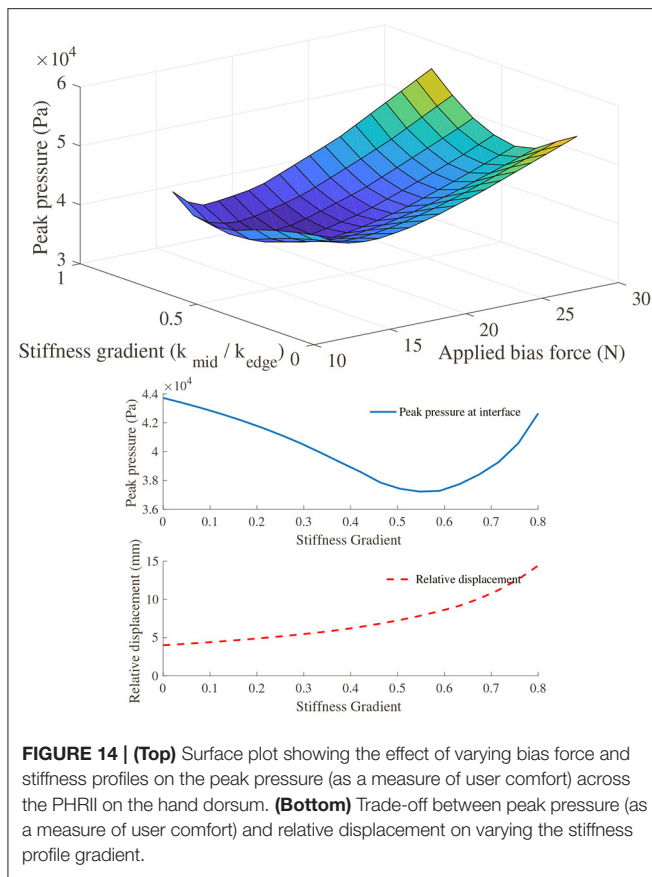 ×10⁴
6
5
4
3
Peak pressure (Pa)
1
0.5
0
Stiffness gradient (k mid / k edge)
10
15
20
25
30
Applied bias force (N)
×10⁴
4.4
4.2
4
3.8
3.6
Peak pressure (Pa)
Peak pressure at interface
0 0.1 0.2 0.3 0.4 0.5 0.6 0.7 0.8
Stiffness Gradient
15
10
5
0
Relative displacement (mm)
Relative displacement
0 0.1 0.2 0.3 0.4 0.5 0.6 0.7 0.8
Stiffness Gradient
FIGURE 14 | (Top) Surface plot showing the effect of varying bias force and
stiffness profiles on the peak pressure (as a measure of user comfort) across
the PHRII on the hand dorsum. (Bottom) Trade-off between peak pressure (as
a measure of user comfort) and relative displacement on varying the stiffness
profile gradient.